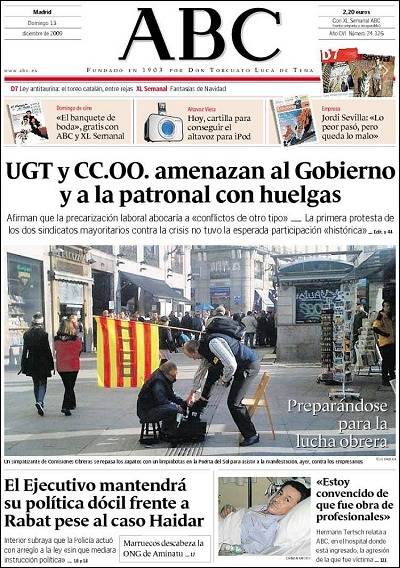 Madrid
Domingo 13
diciembre de 2009
ABC
2,20 euros
Con XL Semanal ABC
Año CVI Número 34.326
www.abc.es
FUNDADO EN 1903 POR DON TORCUATO LUCA DE TENA
D7
Semanal
D7 Ley antitaurina: el toreo catalán, entre rejas XL Semanal Fantasías de Navidad
Domingo de cine
«El banquete de
boda», gratis con
ABC y XL Semanal
Altavoz Vieta
Hoy, cartilla para
conseguir el
altavoz para iPod
Empresa
Jordi Sevilla: «Lo
peor pasó, pero
queda lo malo»
UGT y CC.OO. amenazan al Gobierno
y a la patronal con huelgas
Afirman que la precarización laboral abocaría a «conflictos de otro tipo» — La primera protesta de
los dos sindicatos mayoritarios contra la crisis no tuvo la esperada participación «histórica» — Edit. y 44
Preparándose
para la
lucha obrera
Un simpatizante de Comisiones Obreras se repasa los zapatos con un limpiabotas en la Puerta del Sol para asistir a la manifestación, ayer, contra los empresarios
El Ejecutivo mantendrá
su política dócil frente a
Rabat pese al caso Haidar
Interior subraya que la Policía actuó
con arreglo a la ley «sin que mediara
instrucción política»
Marruecos descabeza la
ONG de Aminatu — 17
«Estoy
convencido de
que fue obra de
profesionales»
Hermann Tertsch relata a
ABC, en el hospital donde
está ingresado, la agresión
de la que fue víctima